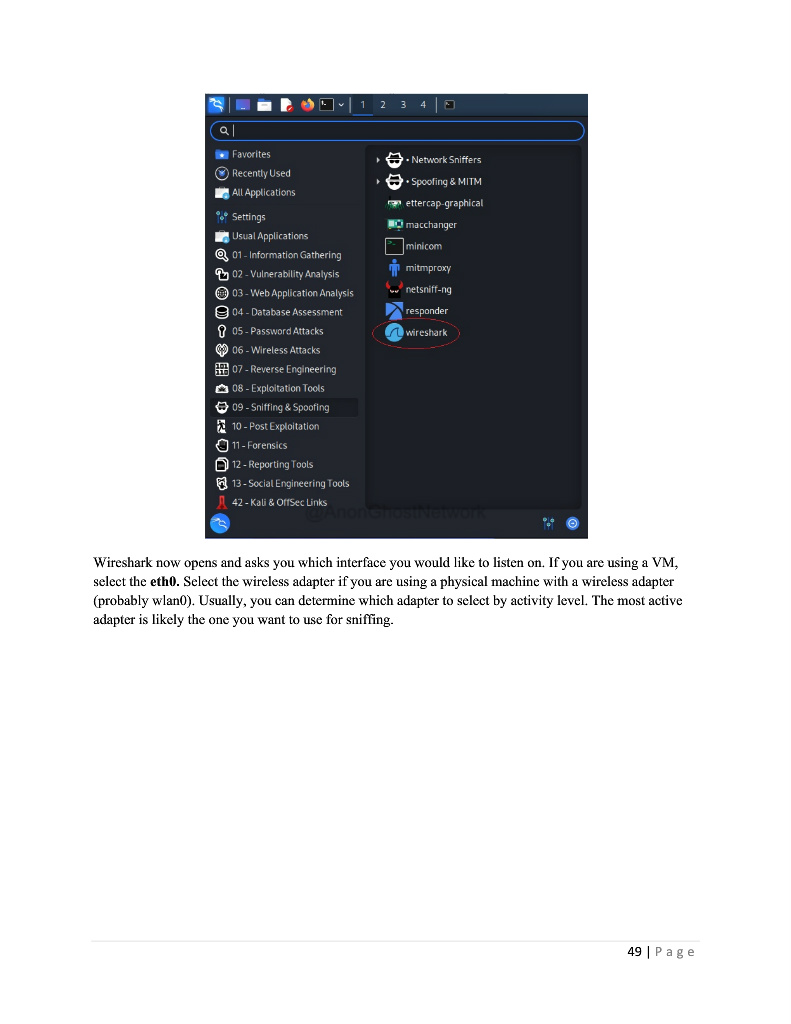 1 2 3 4
Favorites
Recently Used
All Applications
Settings
Usual Applications
01 - Information Gathering
02 - Vulnerability Analysis
03 - Web Application Analysis
04 - Database Assessment
05 - Password Attacks
06 - Wireless Attacks
07 - Reverse Engineering
08 - Exploitation Tools
09 - Sniffing & Spoofing
10 - Post Exploitation
11 - Forensics
12 - Reporting Tools
13 - Social Engineering Tools
42 - Kali & OffSec Links
• Network Sniffers
• Spoofing & MITM
ettercap-graphical
macchanger
minicom
mitmproxy
netsniff-ng
responder
wireshark
@AnonGhostNetwork
Wireshark now opens and asks you which interface you would like to listen on. If you are using a VM,
select the eth0. Select the wireless adapter if you are using a physical machine with a wireless adapter
(probably wlan0). Usually, you can determine which adapter to select by activity level. The most active
adapter is likely the one you want to use for sniffing.
49 | Page